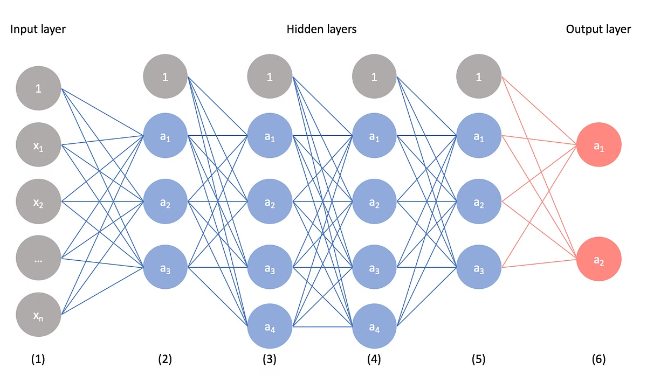 Input layer
Hidden layers
Output layer
1
x1
x2
...
xn
(1)
1
a1
a2
a3
(2)
1
a1
a2
a3
a4
(3)
1
a1
a2
a3
a4
(4)
1
a1
a2
a3
(5)
a1
a2
(6)